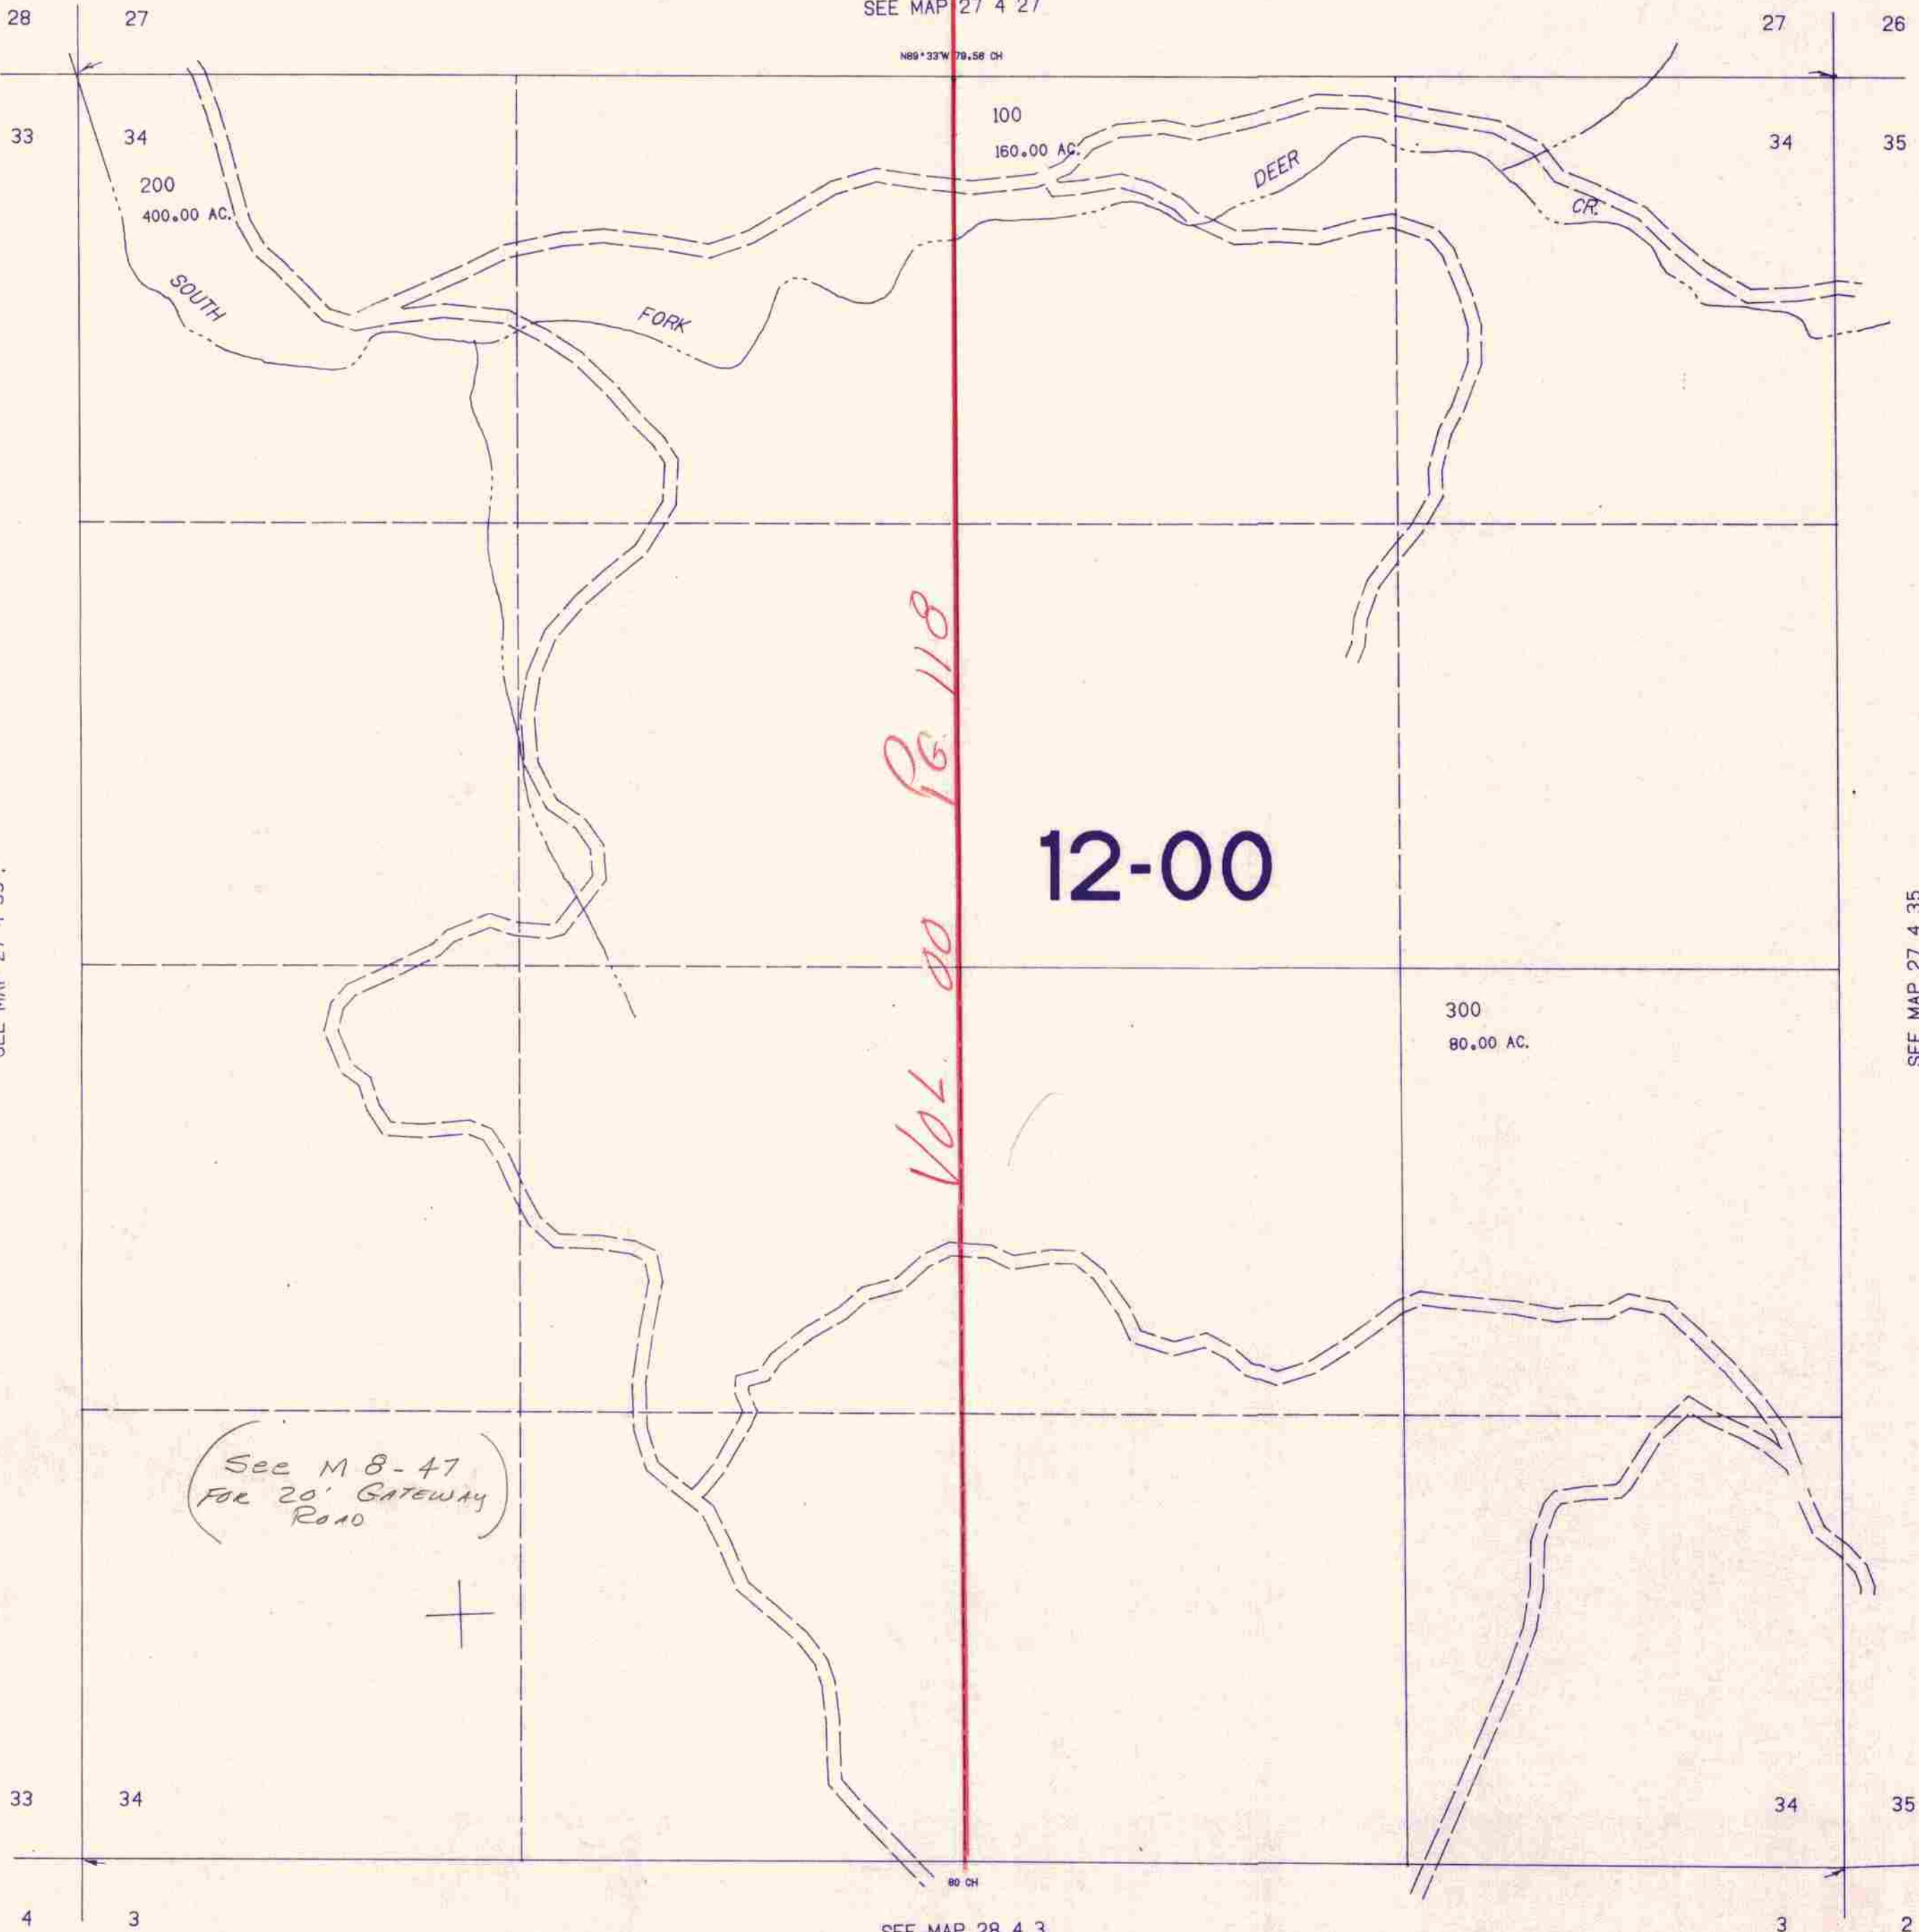 SEE MAP 27 4 27
28
27
27
26
N89°33'W 79.58 CH
33
34
100
160.00 AC.
34
35
200
400.00 AC.
DEER
CR.
SOUTH
FORK
VOL 00 PG 118
12-00
SEE MAP 27 4 35
300
80.00 AC.
(See M 8-47
FOR 20' GATEWAY
ROAD)
33
34
34
35
80 CH
4
3
SEE MAP 28 4 3
3
2